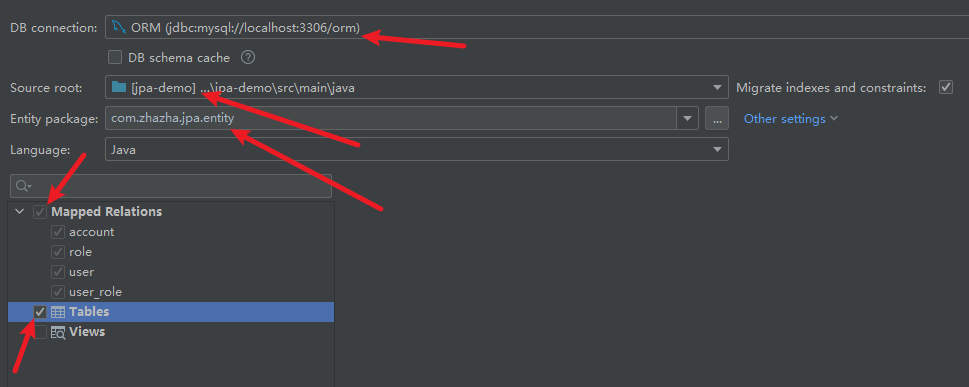 DB connection: ORM (jdbc:mysql://localhost:3306/orm)
DB schema cache ?
Source root: [jpa-demo] ...\jpa-demo\src\main\java Migrate indexes and constraints:
Entity package: com.zhazha.jpa.entity ... Other settings
Language: Java
Mapped Relations
account
role
user
user_role
Tables
Views